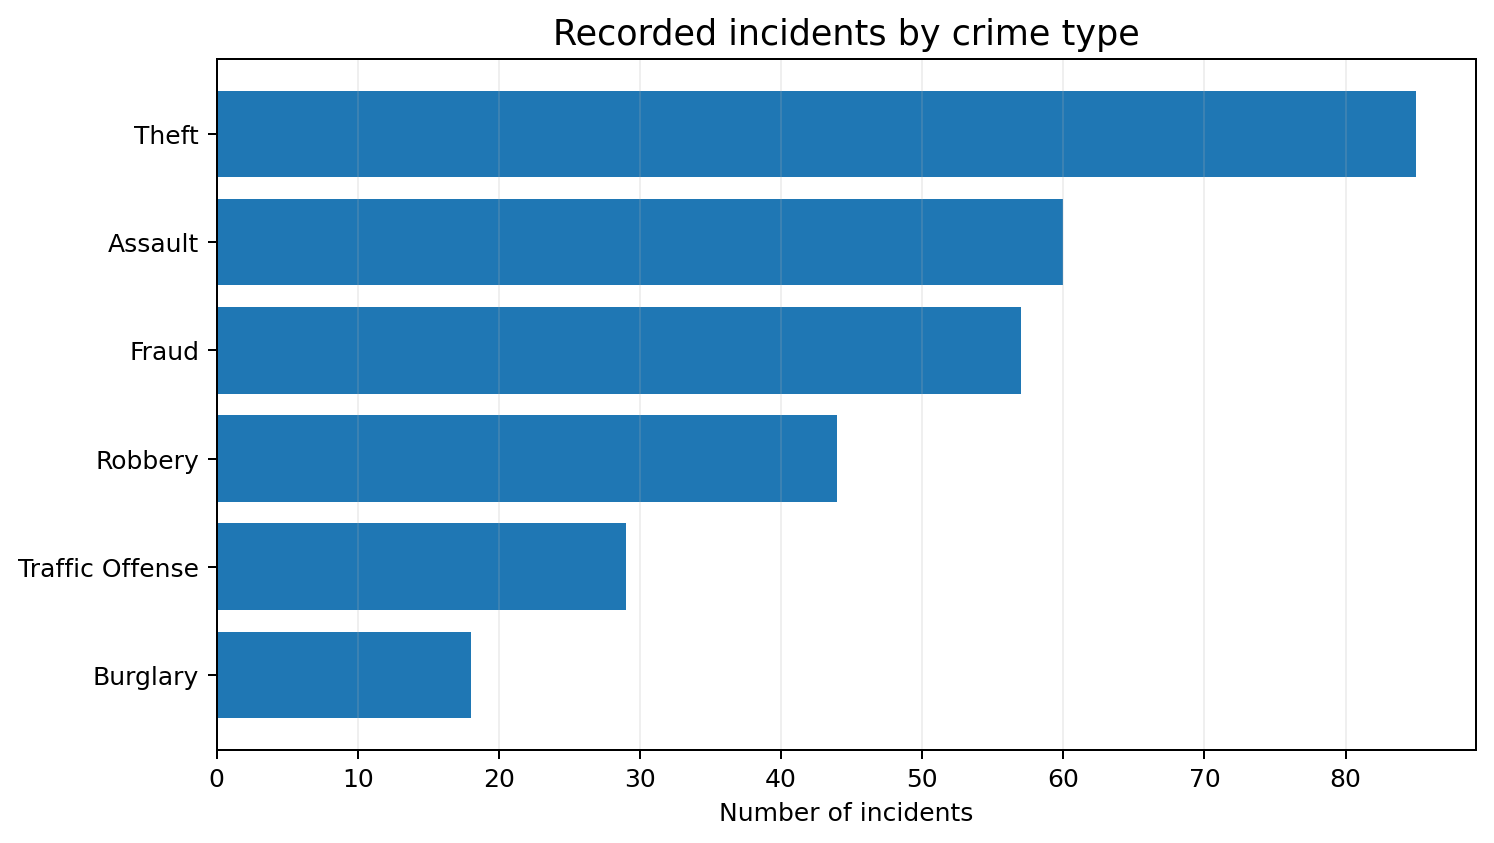 Recorded incidents by crime type
Theft
Assault
Fraud
Robbery
Traffic Offense
Burglary
0 10 20 30 40 50 60 70 80
Number of incidents